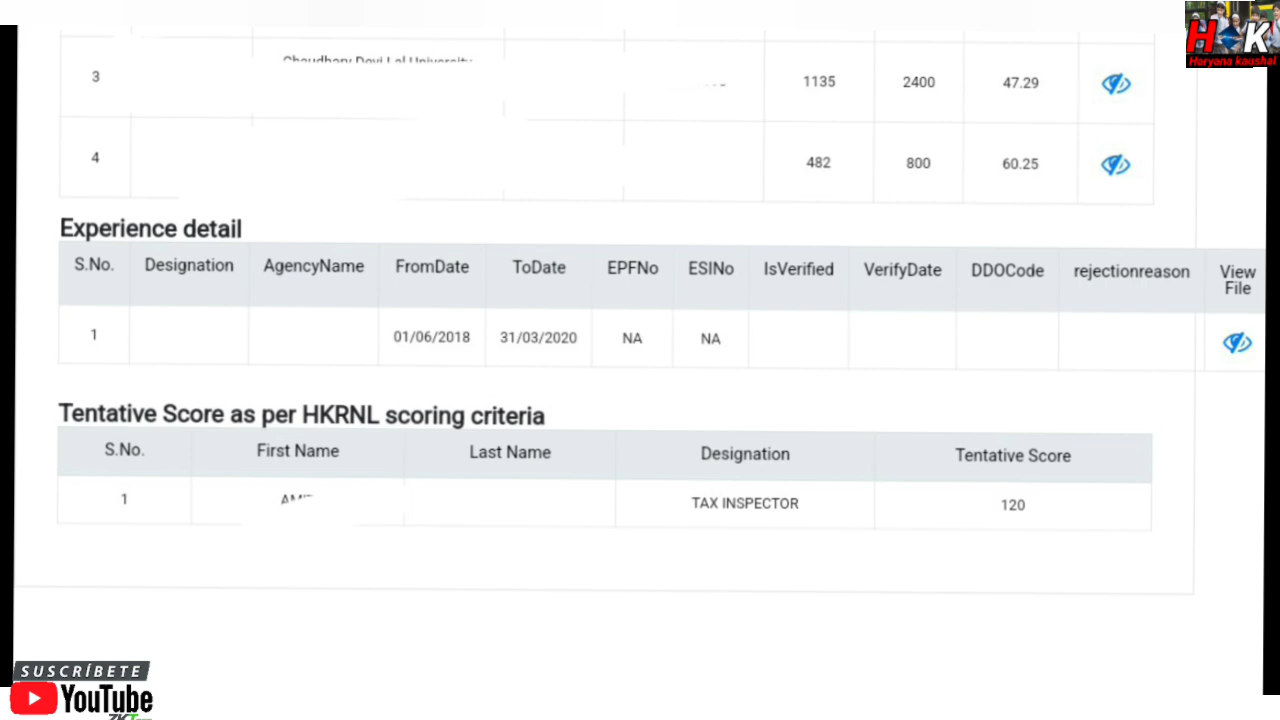 Chaudhary Devi Lal University
3 1135 2400 47.29
4 482 800 60.25
Experience detail
S.No. Designation AgencyName FromDate ToDate EPFNo ESINo IsVerified VerifyDate DDOCode rejectionreason View File
1 01/06/2018 31/03/2020 NA NA
Tentative Score as per HKRNL scoring criteria
S.No. First Name Last Name Designation Tentative Score
1 TAX INSPECTOR 120
H K
Haryana kaushal
SUSCRÍBETE
YouTube